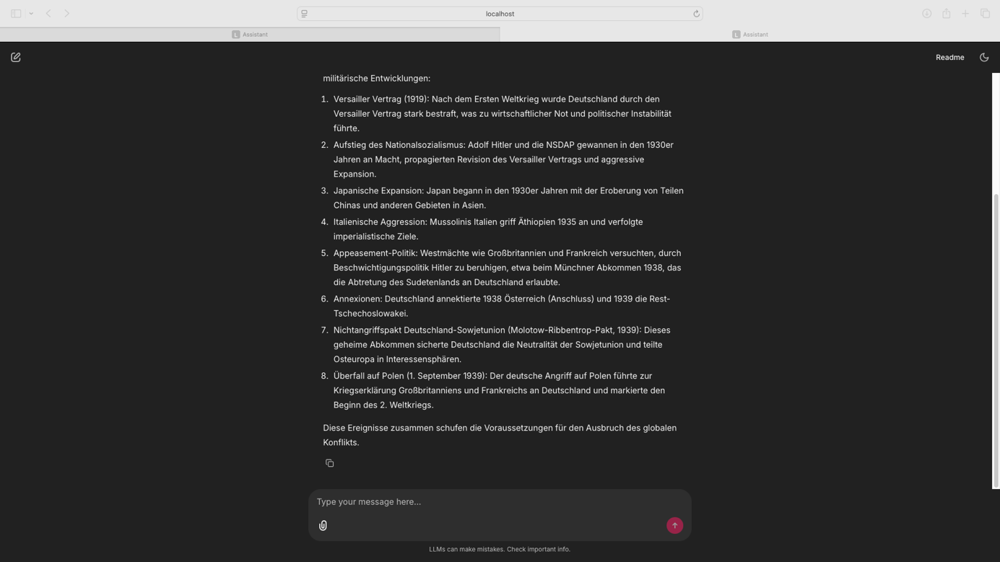 localhost
Assistant
Assistant
Readme
militärische Entwicklungen:
1. Versailler Vertrag (1919): Nach dem Ersten Weltkrieg wurde Deutschland durch den
Versailler Vertrag stark bestraft, was zu wirtschaftlicher Not und politischer Instabilität
führte.
2. Aufstieg des Nationalsozialismus: Adolf Hitler und die NSDAP gewannen in den 1930er
Jahren an Macht, propagierten Revision des Versailler Vertrags und aggressive
Expansion.
3. Japanische Expansion: Japan begann in den 1930er Jahren mit der Eroberung von Teilen
Chinas und anderen Gebieten in Asien.
4. Italienische Aggression: Mussolinis Italien griff Äthiopien 1935 an und verfolgte
imperialistische Ziele.
5. Appeasement-Politik: Westmächte wie Großbritannien und Frankreich versuchten, durch
Beschwichtigungspolitik Hitler zu beruhigen, etwa beim Münchner Abkommen 1938, das
die Abtretung des Sudetenlands an Deutschland erlaubte.
6. Annexionen: Deutschland annektierte 1938 Österreich (Anschluss) und 1939 die Rest-
Tschechoslowakei.
7. Nichtangriffspakt Deutschland-Sowjetunion (Molotow-Ribbentrop-Pakt, 1939): Dieses
geheime Abkommen sicherte Deutschland die Neutralität der Sowjetunion und teilte
Osteuropa in Interessensphären.
8. Überfall auf Polen (1. September 1939): Der deutsche Angriff auf Polen führte zur
Kriegserklärung Großbritanniens und Frankreichs an Deutschland und markierte den
Beginn des 2. Weltkriegs.
Diese Ereignisse zusammen schufen die Voraussetzungen für den Ausbruch des globalen
Konflikts.
Type your message here...
LLMs can make mistakes. Check important info.